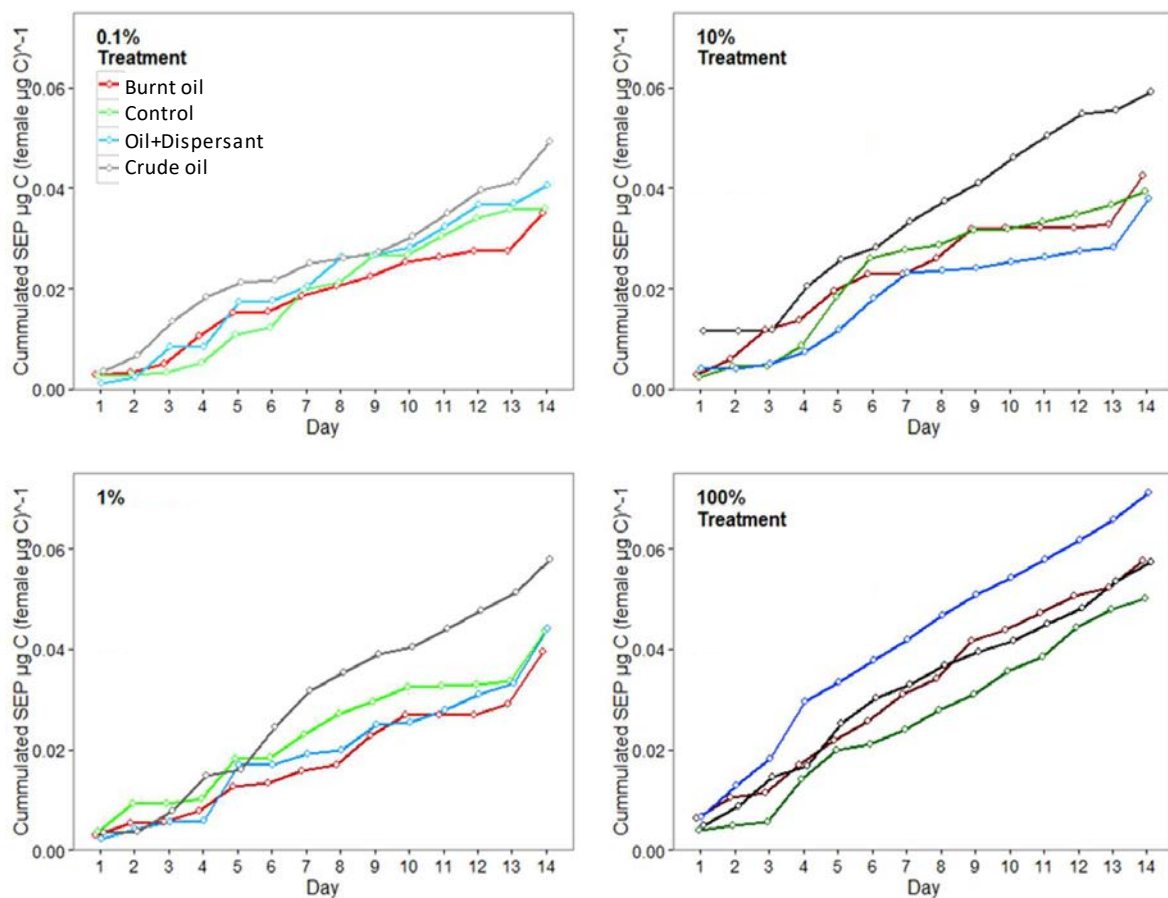 0.1%
Treatment
Burnt oil
Control
Oil+Dispersant
Crude oil
Cummulated SEP µg C (female µg C)^-1
0.06
0.04
0.02
0.00
1 2 3 4 5 6 7 8 9 10 11 12 13 14
Day
10%
Treatment
Cummulated SEP µg C (female µg C)^-1
0.06
0.04
0.02
0.00
1 2 3 4 5 6 7 8 9 10 11 12 13 14
Day
1%
Cummulated SEP µg C (female µg C)^-1
0.06
0.04
0.02
0.00
1 2 3 4 5 6 7 8 9 10 11 12 13 14
Day
100%
Treatment
Cummulated SEP µg C (female µg C)^-1
0.06
0.04
0.02
0.00
1 2 3 4 5 6 7 8 9 10 11 12 13 14
Day